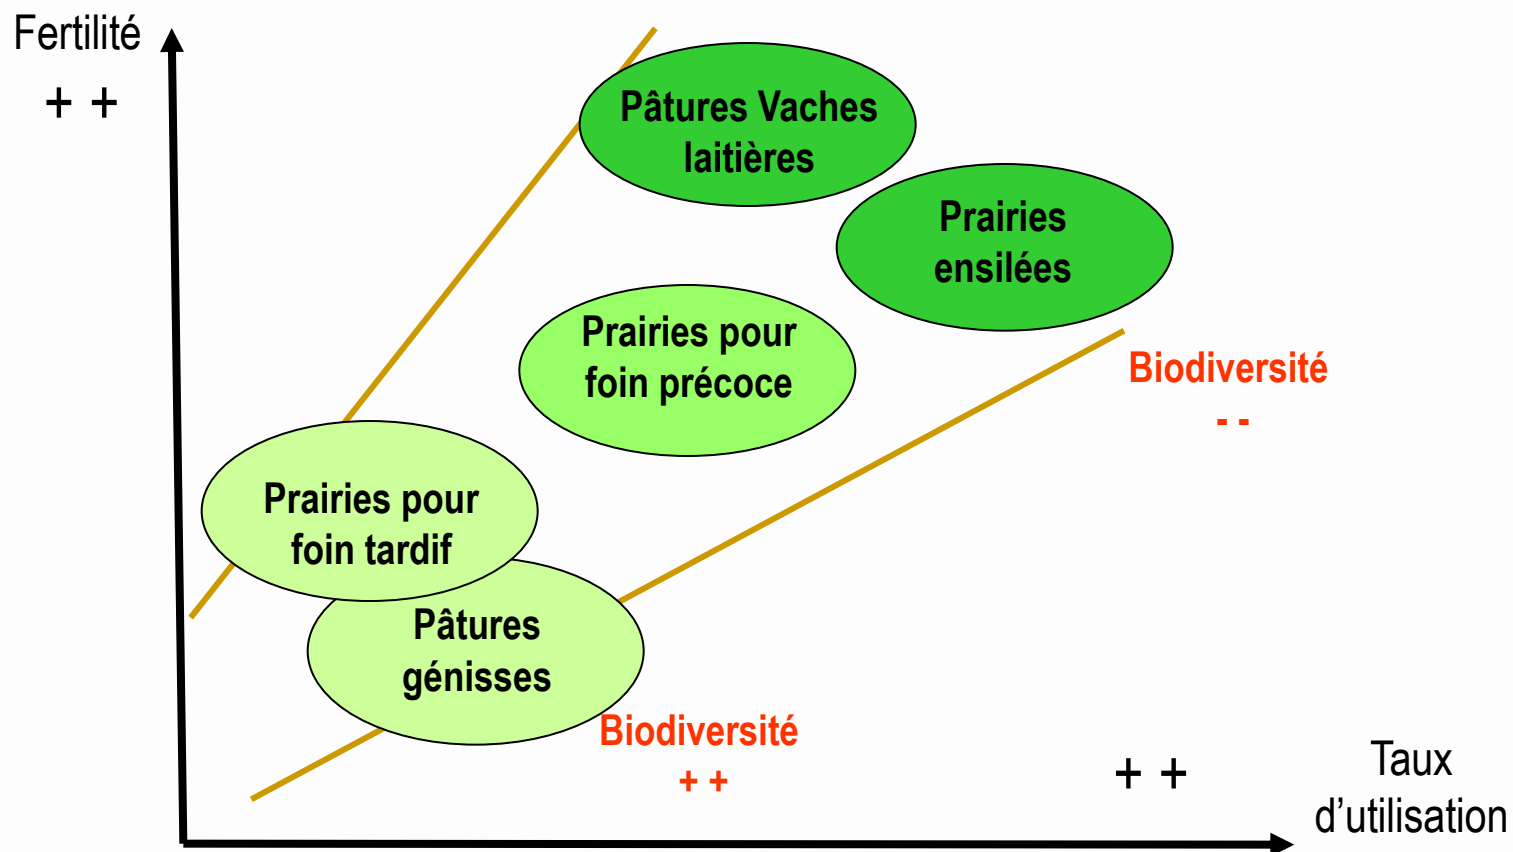 Fertilité
+ +
Pâtures Vaches
laitières
Prairies
ensilées
Prairies pour
foin précoce
Biodiversité
- -
Prairies pour
foin tardif
Pâtures
génisses
Biodiversité
+ +
+ +
Taux
d’utilisation